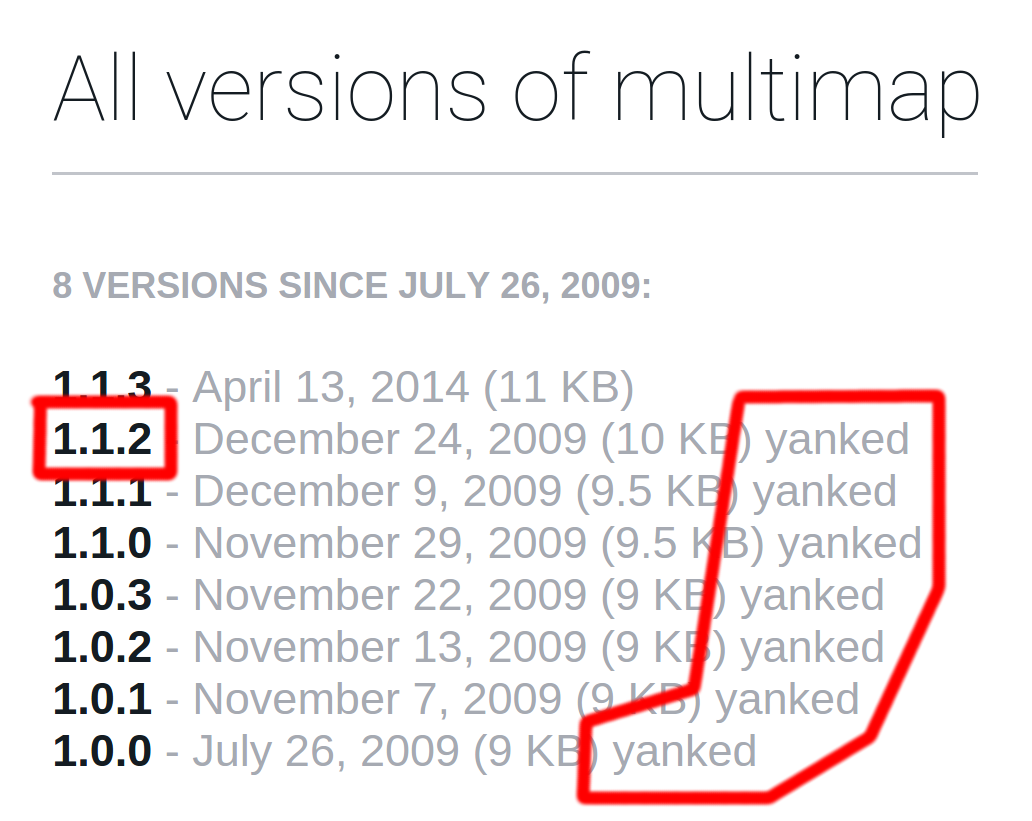 All versions of multimap
8 VERSIONS SINCE JULY 26, 2009:
1.1.3 - April 13, 2014 (11 KB)
1.1.2 - December 24, 2009 (10 KB) yanked
1.1.1 - December 9, 2009 (9.5 KB) yanked
1.1.0 - November 29, 2009 (9.5 KB) yanked
1.0.3 - November 22, 2009 (9 KB) yanked
1.0.2 - November 13, 2009 (9 KB) yanked
1.0.1 - November 7, 2009 (9 KB) yanked
1.0.0 - July 26, 2009 (9 KB) yanked